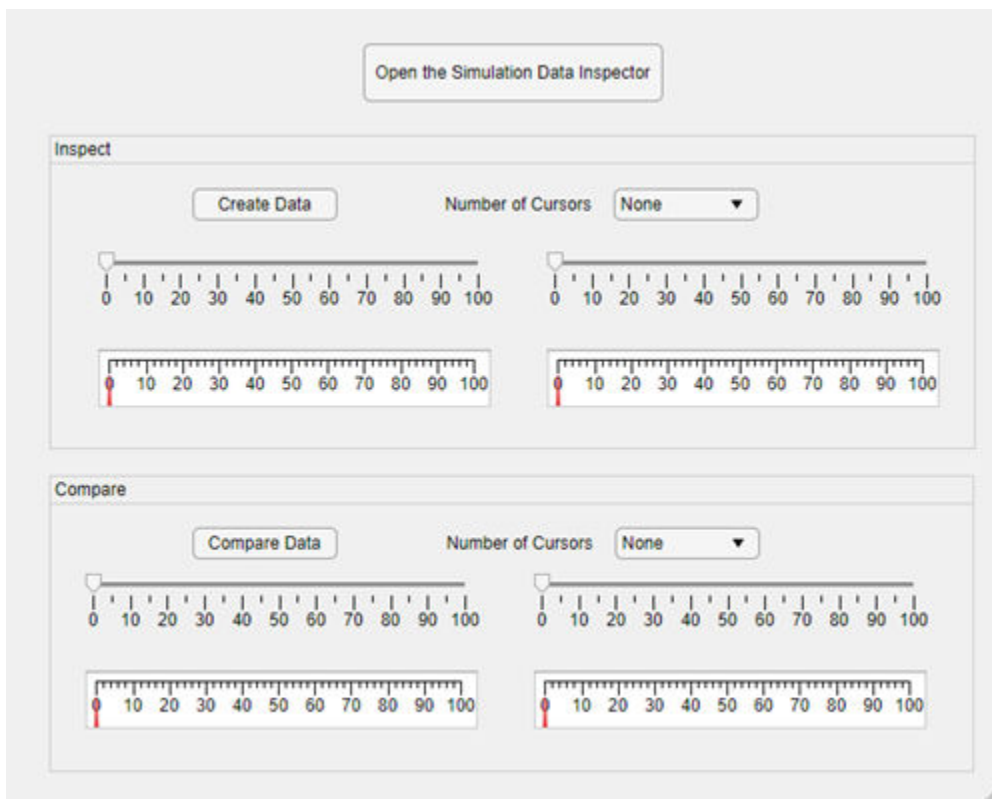 Open the Simulation Data Inspector
Inspect
Create Data
Number of Cursors
None
0 10 20 30 40 50 60 70 80 90 100
0 10 20 30 40 50 60 70 80 90 100
0 10 20 30 40 50 60 70 80 90 100
0 10 20 30 40 50 60 70 80 90 100
Compare
Compare Data
Number of Cursors
None
0 10 20 30 40 50 60 70 80 90 100
0 10 20 30 40 50 60 70 80 90 100
0 10 20 30 40 50 60 70 80 90 100
0 10 20 30 40 50 60 70 80 90 100